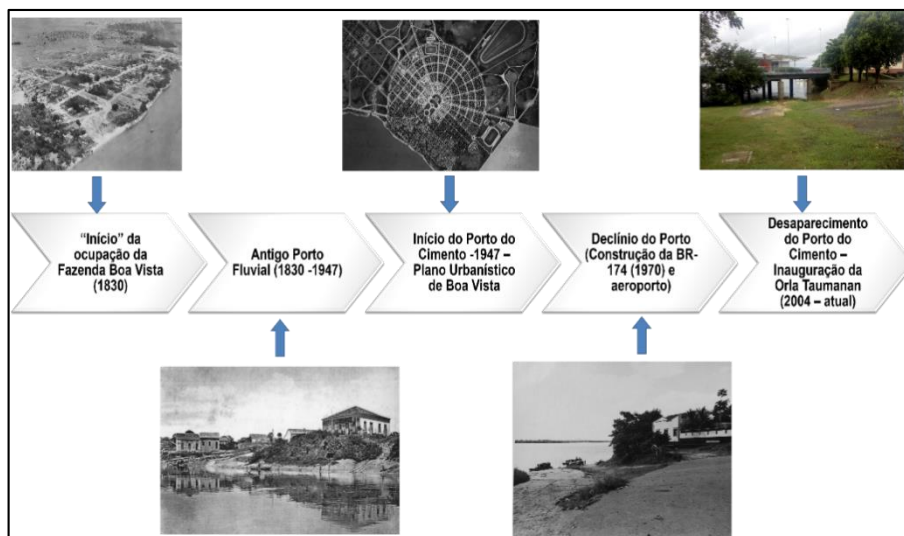 “Início” da
ocupação da
Fazenda Boa Vista
(1830)
Antigo Porto
Fluvial (1830 -1947)
Início do Porto do
Cimento -1947 –
Plano Urbanístico
de Boa Vista
Declínio do Porto
(Construção da BR-
174 (1970) e
aeroporto)
Desaparecimento
do Porto do
Cimento –
Inauguração da
Orla Taumanan
(2004 – atual)